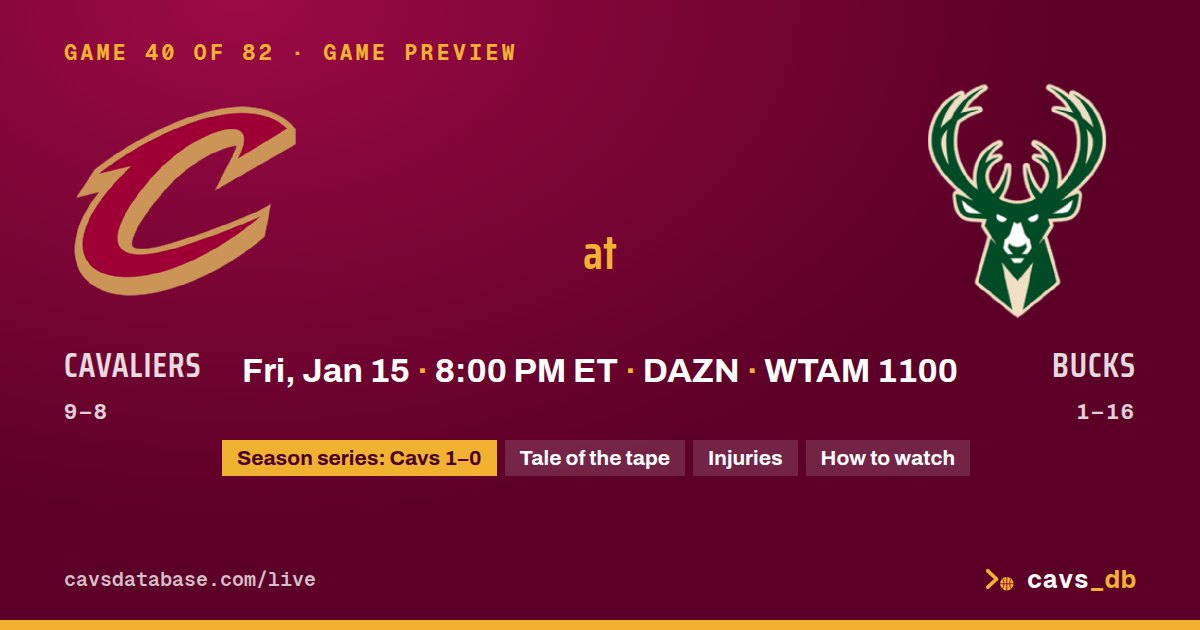 GAME 40 OF 82 · GAME PREVIEW
at
CAVALIERS
Fri, Jan 15 · 8:00 PM ET · DAZN · WTAM 1100
BUCKS
9–8
1–16
Season series: Cavs 1–0
Tale of the tape
Injuries
How to watch
cavsdatabase.com/live
cavs_db